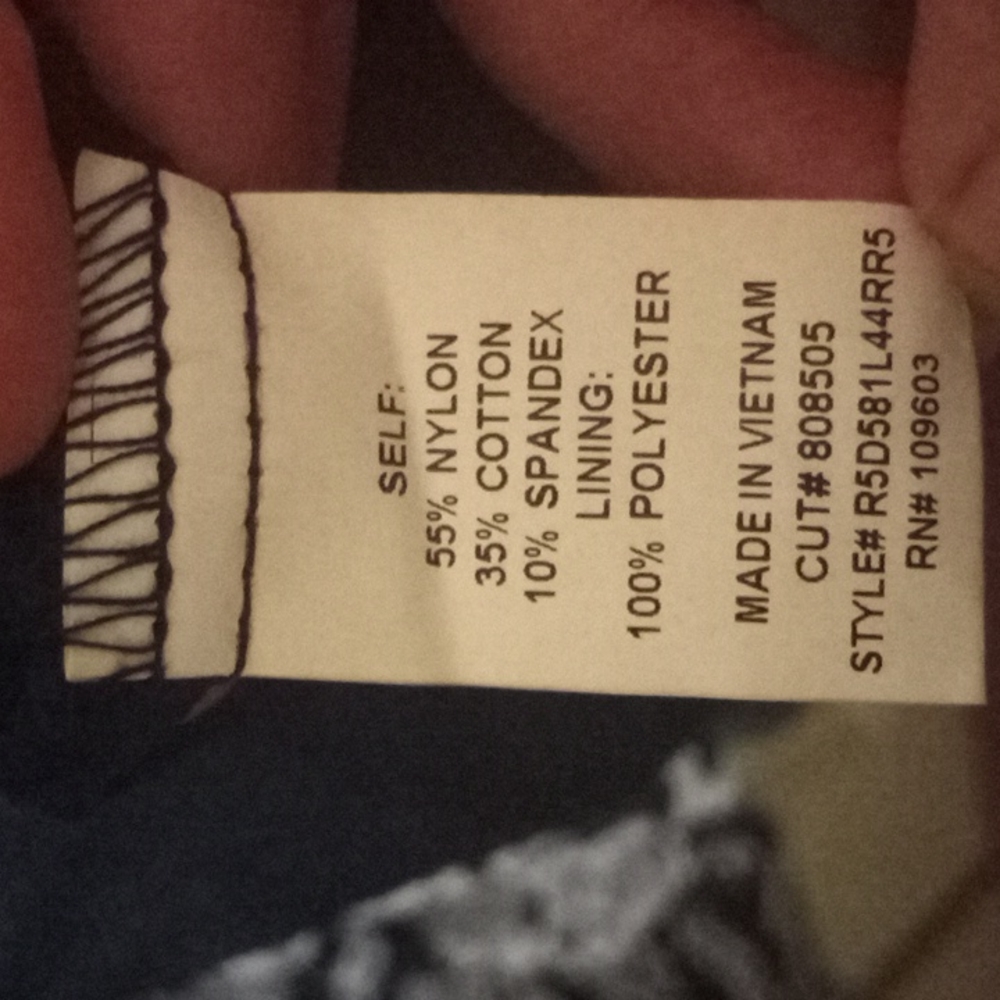 SELF:
55% NYLON
35% COTTON
10% SPANDEX
LINING:
100% POLYESTER
MADE IN VIETNAM
CUT# 808505
STYLE# R5D581L44RR5
RN# 109603